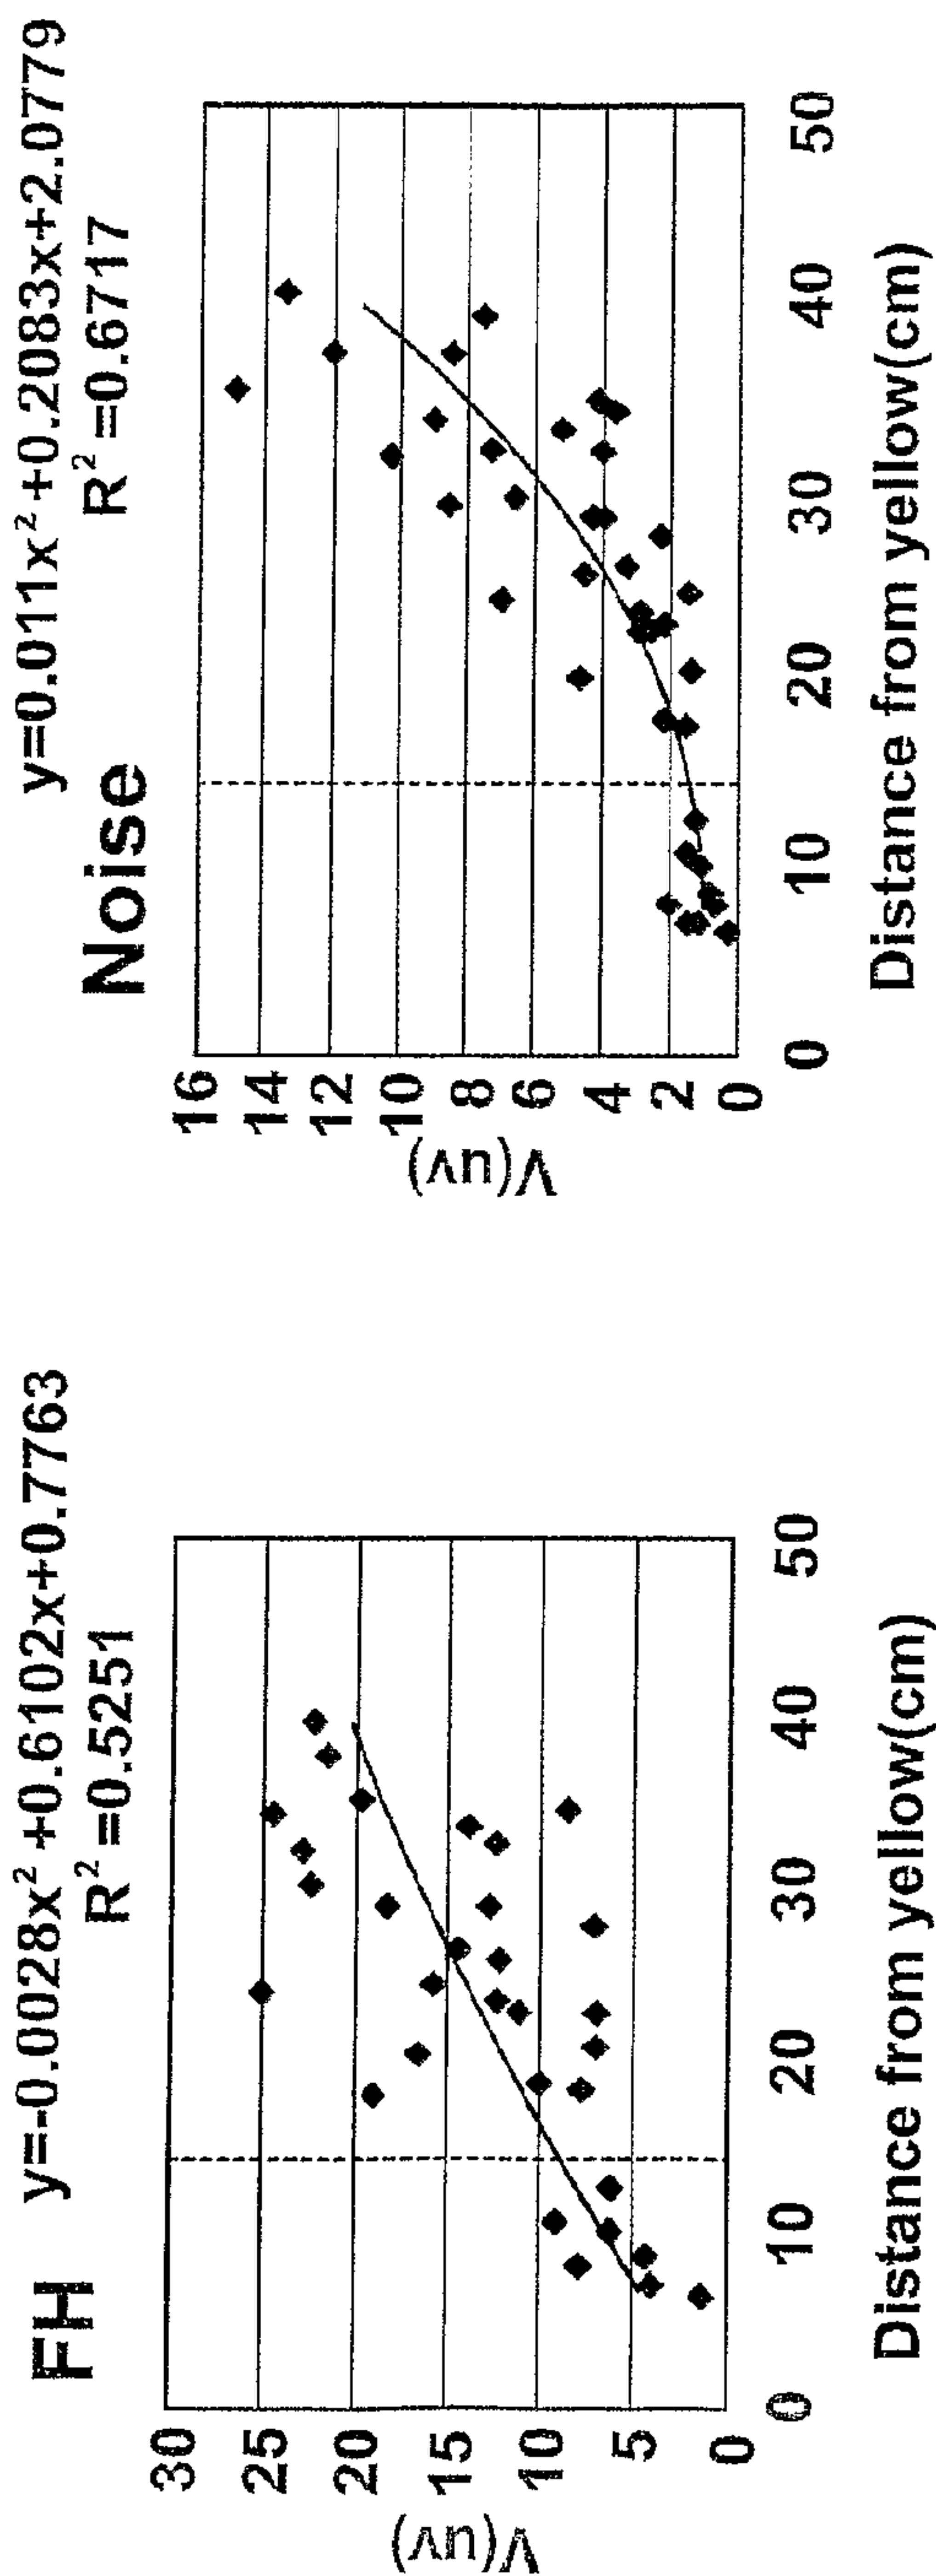 FH y=-0.0028x²+0.6102x+0.7763
R²=0.5251
V(uv)
30
25
20
15
10
5
0
0 10 20 30 40 50
Distance from yellow(cm)
y=0.011x²+0.2083x+2.0779
Noise R²=0.6717
V(uv)
16
14
12
10
8
6
4
2
0
0 10 20 30 40 50
Distance from yellow(cm)